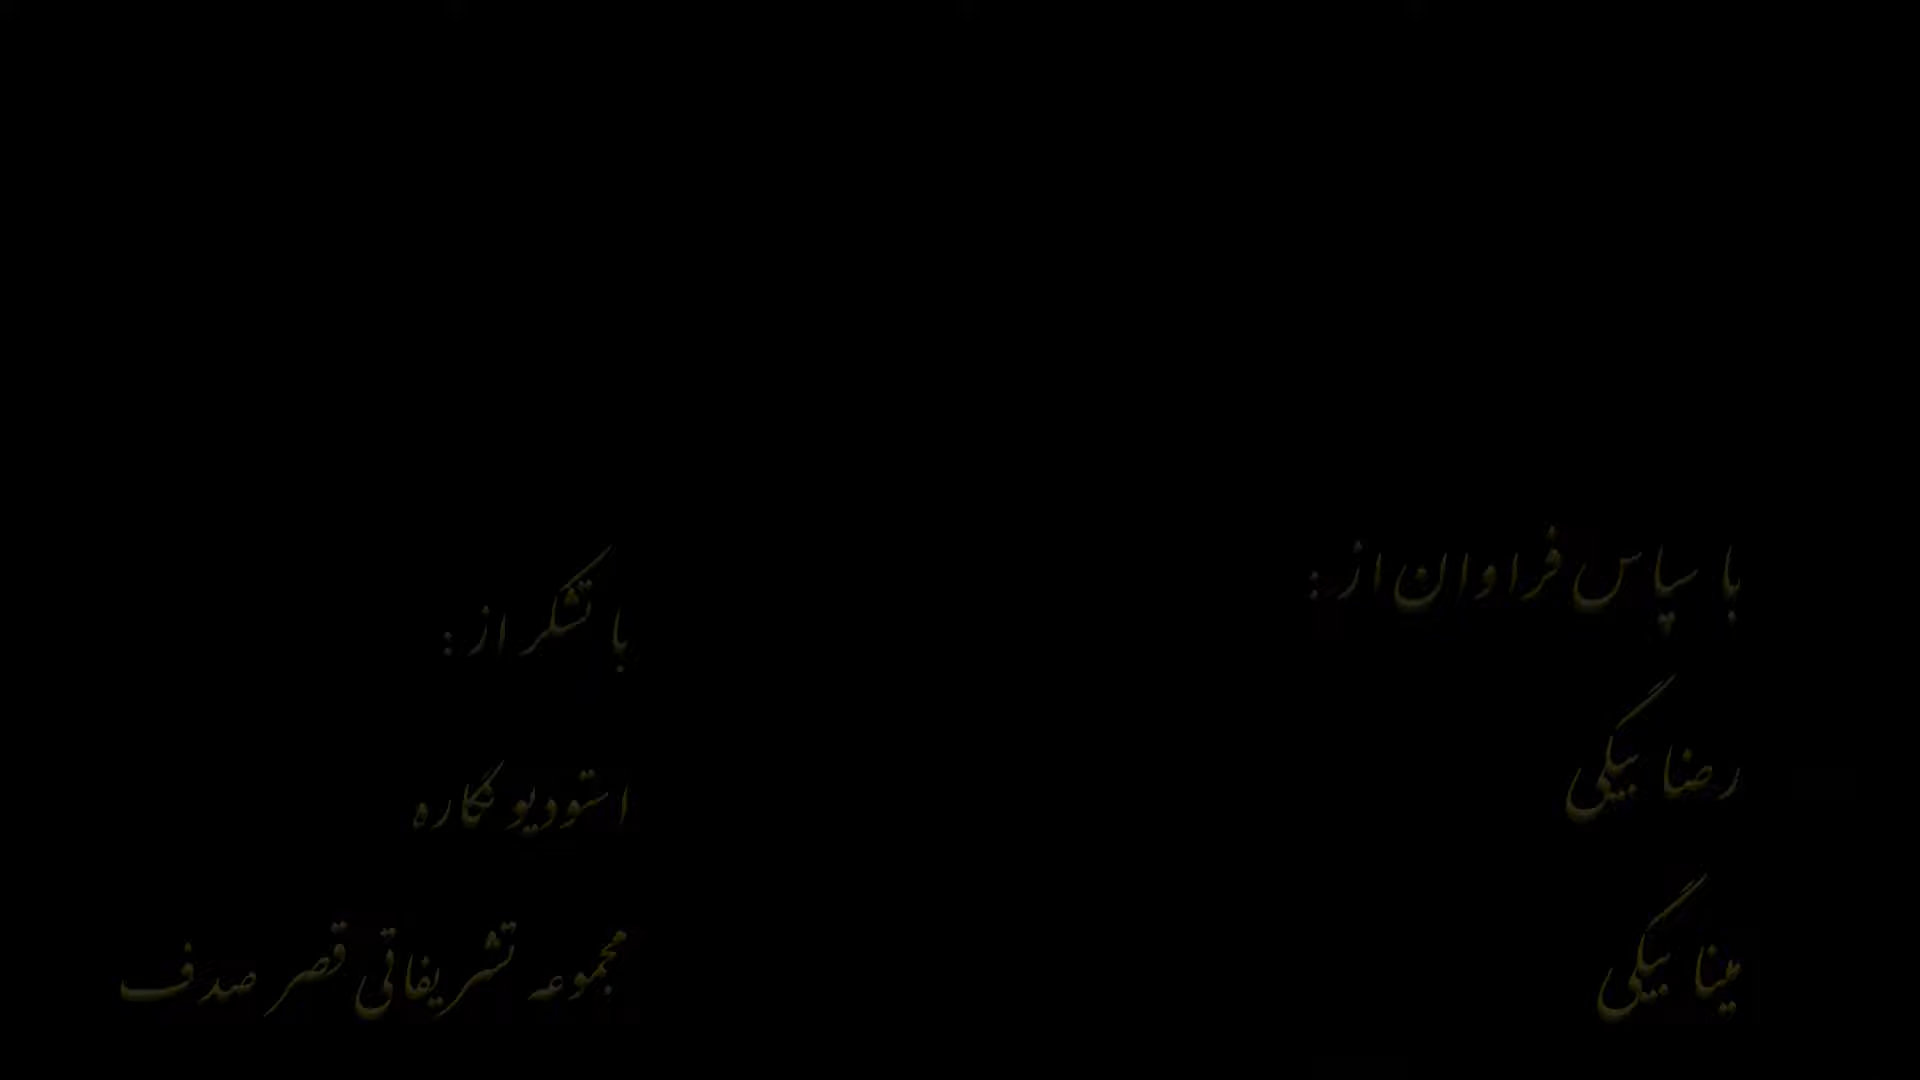 با سپاس فراوان از :
رضا بیگی
مینا بیگی
با تشکر از :
استودیو نگاره
مجموعه تشریفاتی قصر صدف